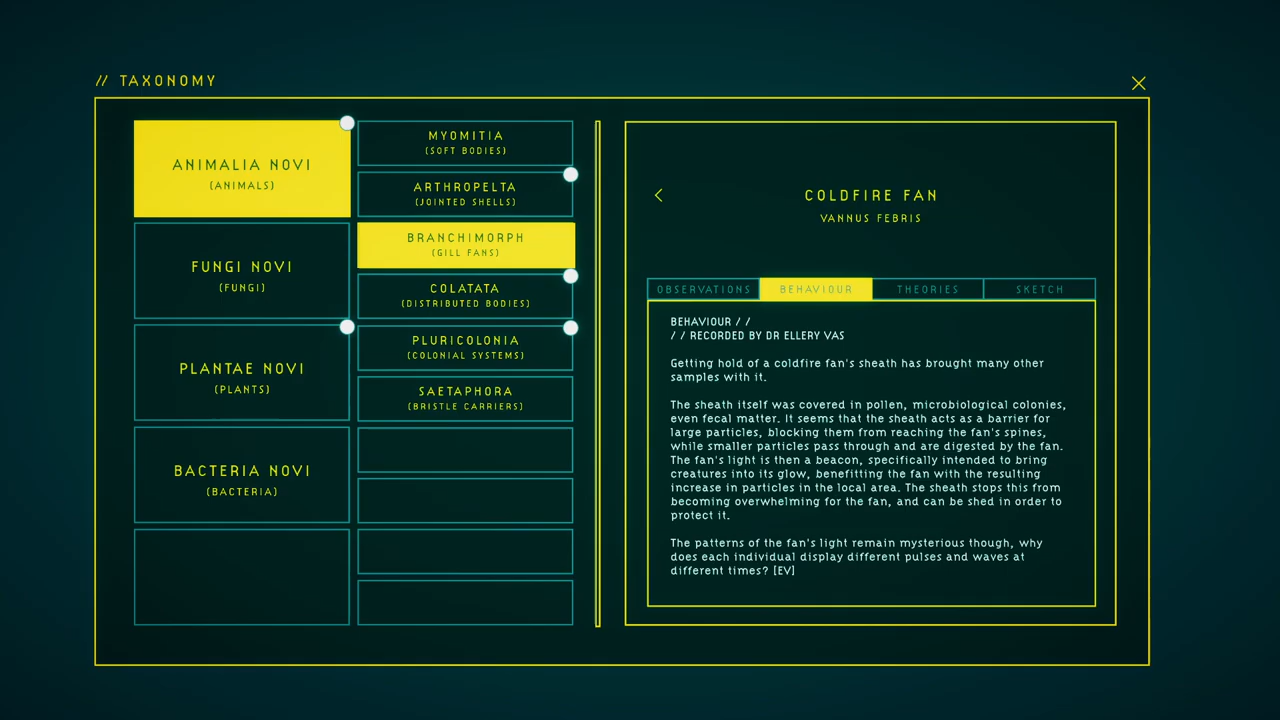 // TAXONOMY
ANIMALIA NOVI
(ANIMALS)
FUNGI NOVI
(FUNGI)
PLANTAE NOVI
(PLANTS)
BACTERIA NOVI
(BACTERIA)
MYOMITIA
(SOFT BODIES)
ARTHROPELTA
(JOINTED SHELLS)
BRANCHIMORPH
(GILL FANS)
COLATATA
(DISTRIBUTED BODIES)
PLURICOLONIA
(COLONIAL SYSTEMS)
SAETAPHORA
(BRISTLE CARRIERS)
COLDFIRE FAN
VANNUS FEBRIS
OBSERVATIONS BEHAVIOUR THEORIES SKETCH
BEHAVIOUR / /
/ / RECORDED BY DR ELLERY VAS
Getting hold of a coldfire fan's sheath has brought many other
samples with it.
The sheath itself was covered in pollen, microbiological colonies,
even fecal matter. It seems that the sheath acts as a barrier for
large particles, blocking them from reaching the fan's spines,
while smaller particles pass through and are digested by the fan.
The fan's light is then a beacon, specifically intended to bring
creatures into its glow, benefitting the fan with the resulting
increase in particles in the local area. The sheath stops this from
becoming overwhelming for the fan, and can be shed in order to
protect it.
The patterns of the fan's light remain mysterious though, why
does each individual display different pulses and waves at
different times? [EV]